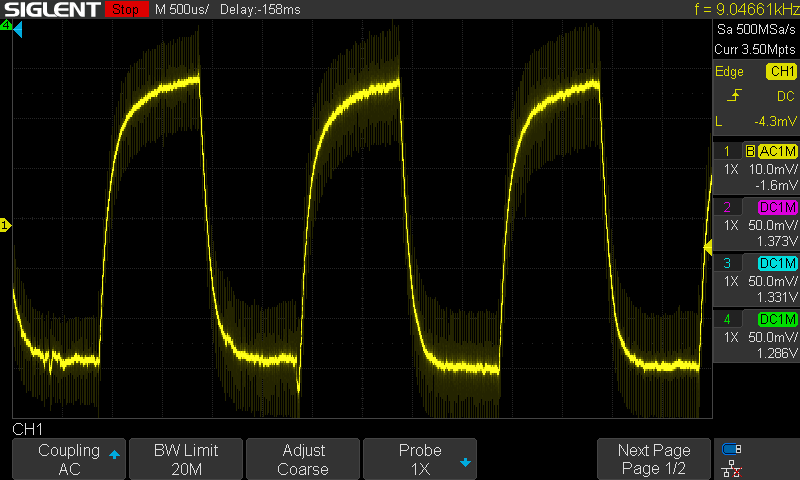 SIGLENT Stop M 500us/ Delay:-158ms f = 9.04661kHz
Sa 500MSa/s
Curr 3.50Mpts
Edge CH1
DC
L -4.3mV
1 B AC1M
1X 10.0mV/
-1.6mV
2 DC1M
1X 50.0mV/
1.373V
3 DC1M
1X 50.0mV/
1.331V
4 DC1M
1X 50.0mV/
1.286V
4
1
CH1
Coupling
AC
BW Limit
20M
Adjust
Coarse
Probe
1X
Next Page
Page 1/2